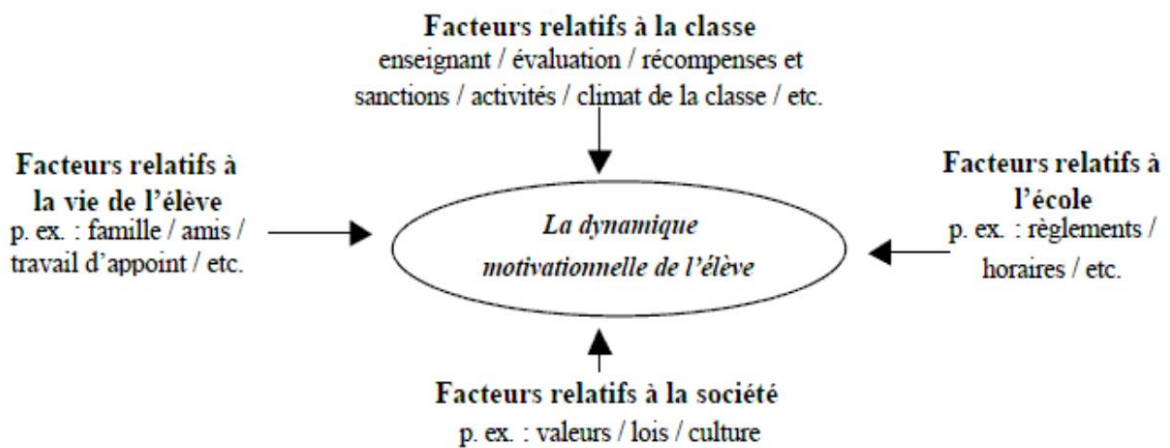 Facteurs relatifs à la classe
enseignant / évaluation / récompenses et
sanctions / activités / climat de la classe / etc.
Facteurs relatifs à
la vie de l'élève
p. ex. : famille / amis /
travail d'appoint / etc.
La dynamique
motivationnelle de l'élève
Facteurs relatifs à
l'école
p. ex. : règlements /
horaires / etc.
Facteurs relatifs à la société
p. ex. : valeurs / lois / culture